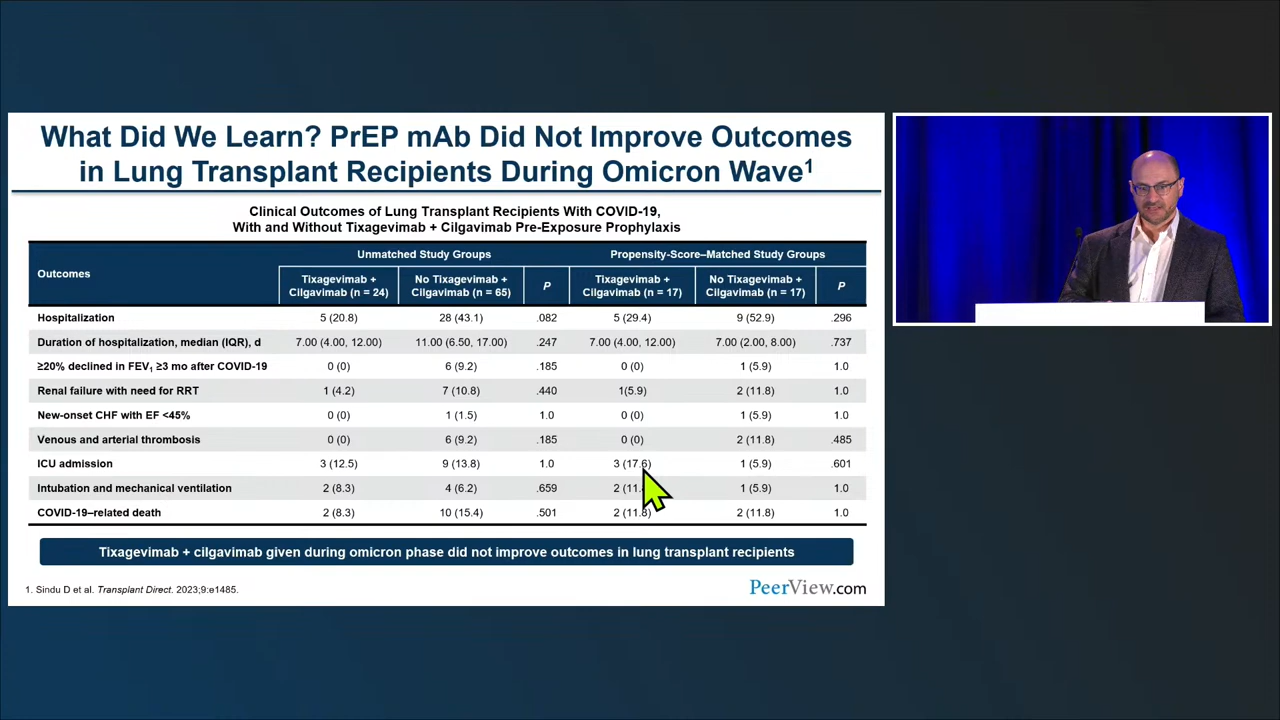 What Did We Learn? PrEP mAb Did Not Improve Outcomes
in Lung Transplant Recipients During Omicron Wave1
Clinical Outcomes of Lung Transplant Recipients With COVID-19,
With and Without Tixagevimab + Cilgavimab Pre-Exposure Prophylaxis
Outcomes
Unmatched Study Groups
Propensity-Score–Matched Study Groups
Tixagevimab +
Cilgavimab (n = 24)
No Tixagevimab +
Cilgavimab (n = 65)
P
Tixagevimab +
Cilgavimab (n = 17)
No Tixagevimab +
Cilgavimab (n = 17)
P
Hospitalization 5 (20.8) 28 (43.1) .082 5 (29.4) 9 (52.9) .296
Duration of hospitalization, median (IQR), d 7.00 (4.00, 12.00) 11.00 (6.50, 17.00) .247 7.00 (4.00, 12.00) 7.00 (2.00, 8.00) .737
≥20% declined in FEV1 ≥3 mo after COVID-19 0 (0) 6 (9.2) .185 0 (0) 1 (5.9) 1.0
Renal failure with need for RRT 1 (4.2) 7 (10.8) .440 1(5.9) 2 (11.8) 1.0
New-onset CHF with EF <45% 0 (0) 1 (1.5) 1.0 0 (0) 1 (5.9) 1.0
Venous and arterial thrombosis 0 (0) 6 (9.2) .185 0 (0) 2 (11.8) .485
ICU admission 3 (12.5) 9 (13.8) 1.0 3 (17.6) 1 (5.9) .601
Intubation and mechanical ventilation 2 (8.3) 4 (6.2) .659 2 1 (5.9) 1.0
COVID-19–related death 2 (8.3) 10 (15.4) .501 2 (11.8) 2 (11.8) 1.0
Tixagevimab + cilgavimab given during omicron phase did not improve outcomes in lung transplant recipients
1. Sindu D et al. Transplant Direct. 2023;9:e1485.
PeerView.com